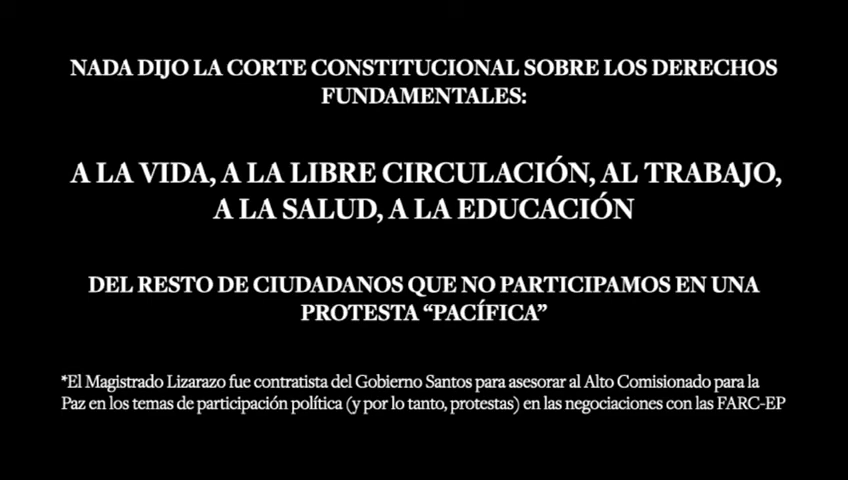 NADA DIJO LA CORTE CONSTITUCIONAL SOBRE LOS DERECHOS
FUNDAMENTALES:
A LA VIDA, A LA LIBRE CIRCULACIÓN, AL TRABAJO,
A LA SALUD, A LA EDUCACIÓN
DEL RESTO DE CIUDADANOS QUE NO PARTICIPAMOS EN UNA
PROTESTA “PACÍFICA”
*El Magistrado Lizarazo fue contratista del Gobierno Santos para asesorar al Alto Comisionado para la
Paz en los temas de participación política (y por lo tanto, protestas) en las negociaciones con las FARC-EP